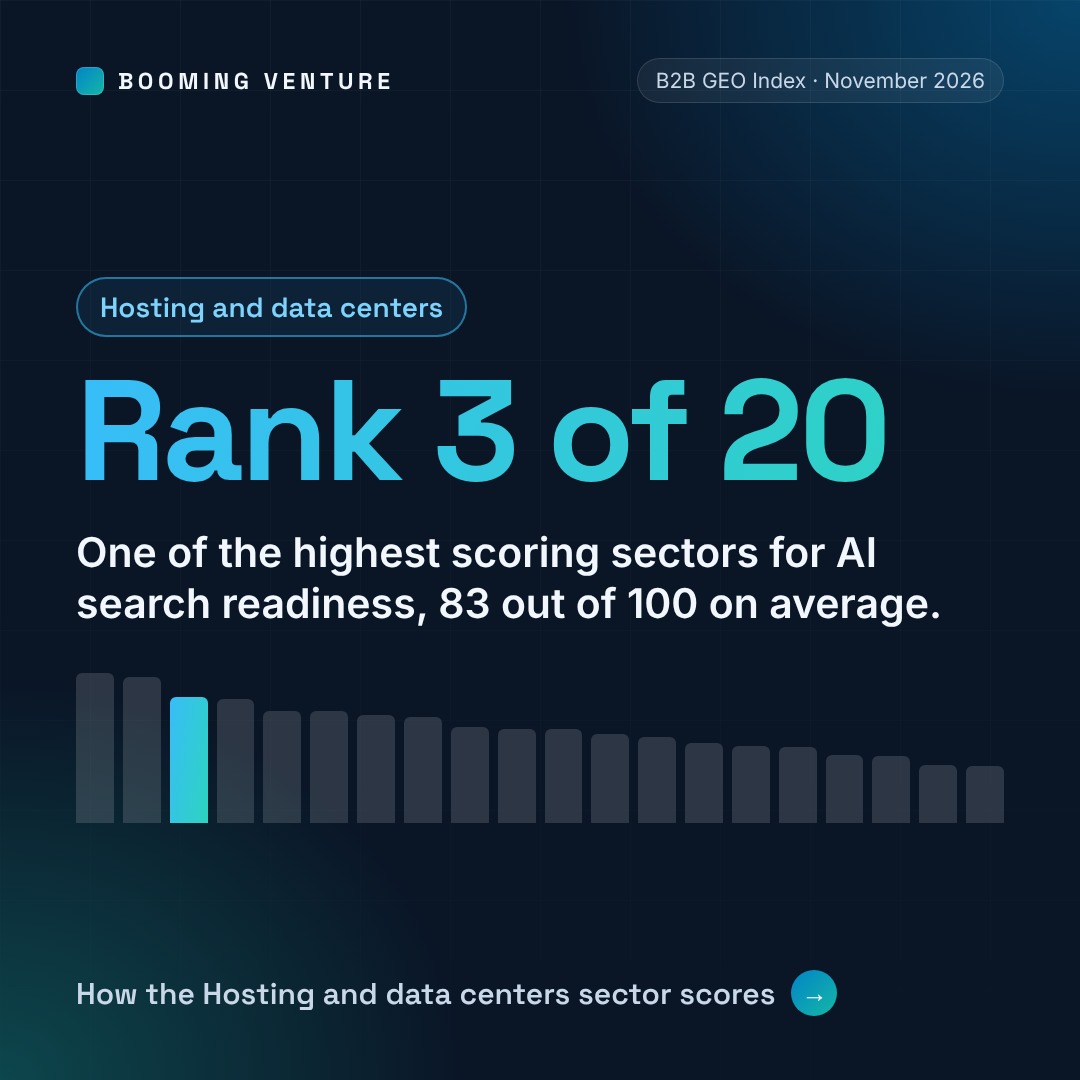 BOOMING VENTURE
B2B GEO Index · November 2026
Hosting and data centers
Rank 3 of 20
One of the highest scoring sectors for AI
search readiness, 83 out of 100 on average.
How the Hosting and data centers sector scores →